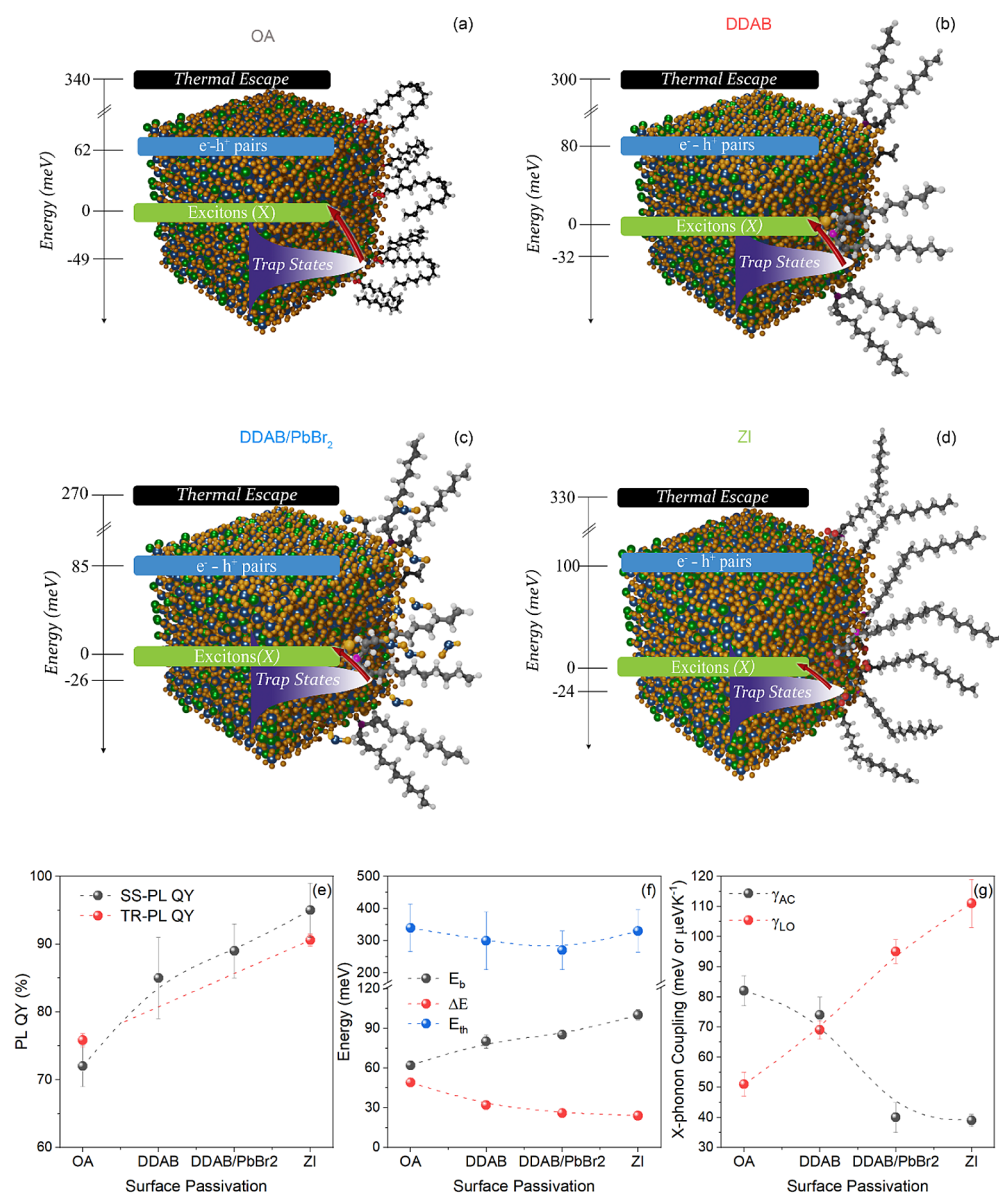 OA
(a)
340
Thermal Escape
62
e⁻-h⁺ pairs
Energy (meV)
0
Excitons (X)
-49
Trap States
DDAB
(b)
300
Thermal Escape
80
e⁻- h⁺ pairs
Energy (meV)
0
Excitons (X)
-32
Trap States
DDAB/PbBr₂
(c)
270
Thermal Escape
85
e⁻ - h⁺ pairs
Energy (meV)
0
Excitons(X)
-26
Trap States
ZI
(d)
330
Thermal Escape
100
e⁻ - h⁺ pairs
Energy (meV)
0
Excitons (X)
-24
Trap States
(e)
SS-PL QY
TR-PL QY
PL QY (%)
100
90
80
70
60
OA DDAB DDAB/PbBr2 ZI
Surface Passivation
(f)
Energy (meV)
500
400
300
200
120
90
60
30
0
E_b
ΔE
E_th
OA DDAB DDAB/PbBr2 ZI
Surface Passivation
(g)
γ_AC
γ_LO
X-phonon Coupling (meV or μeVK⁻¹)
120
110
100
90
80
70
60
50
40
30
OA DDAB DDAB/PbBr2 ZI
Surface Passivation